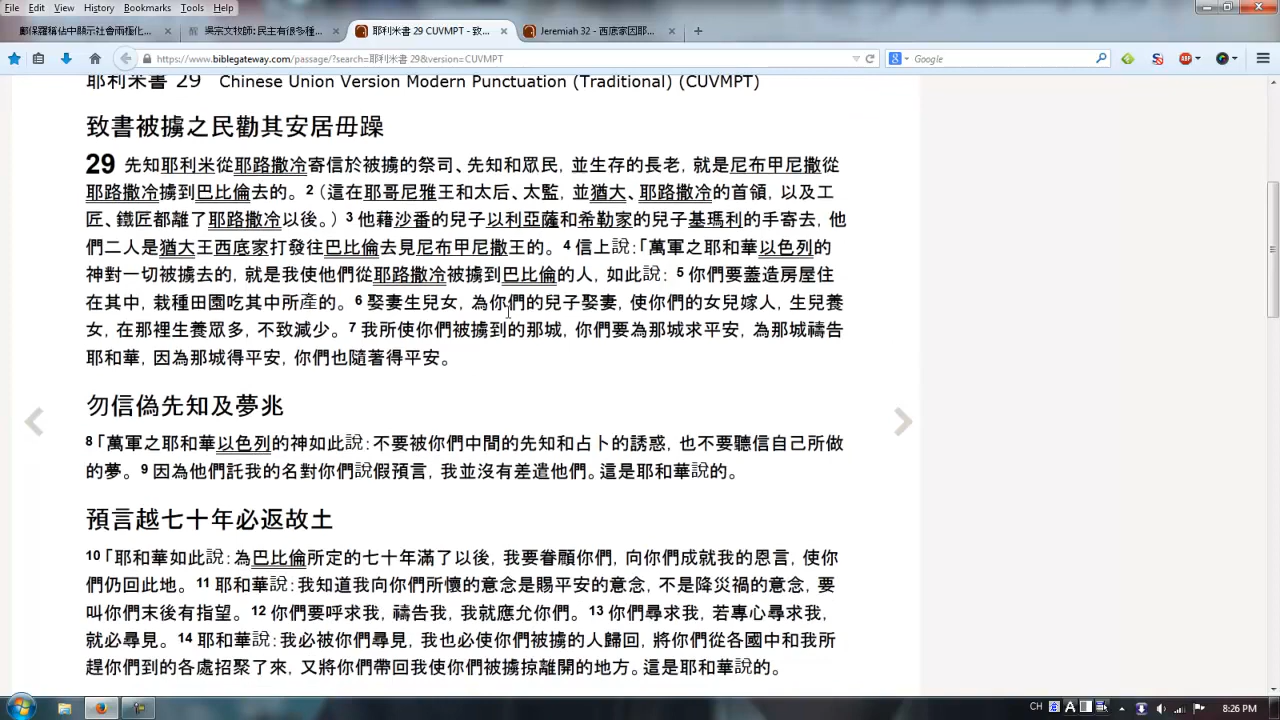 File Edit View History Bookmarks Tools Help
耶利米書 29 CUVMPT - 致... × Jeremiah 32 - 西底家因耶... ×
https://www.biblegateway.com/passage/?search=耶利米書 29&version=CUVMPT Google
耶利米書 29 Chinese Union Version Modern Punctuation (Traditional) (CUVMPT)
致書被擄之民勸其安居毋躁
29 先知耶利米從耶路撒冷寄信於被擄的祭司、先知和眾民，並生存的長老，就是尼布甲尼撒從
耶路撒冷擄到巴比倫去的。 2（這在耶哥尼雅王和太后、太監，並猶大、耶路撒冷的首領，以及工
匠、鐵匠都離了耶路撒冷以後。） 3 他藉沙番的兒子以利亞薩和希勒家的兒子基瑪利的手寄去，他
們二人是猶大王西底家打發往巴比倫去見尼布甲尼撒王的。 4 信上說：「萬軍之耶和華以色列的
神對一切被擄去的，就是我使他們從耶路撒冷被擄到巴比倫的人，如此說： 5 你們要蓋造房屋住
在其中，栽種田園吃其中所產的。 6 娶妻生兒女，為你們的兒子娶妻，使你們的女兒嫁人，生兒養
女，在那裡生養眾多，不致減少。 7 我所使你們被擄到的那城，你們要為那城求平安，為那城禱告
耶和華，因為那城得平安，你們也隨著得平安。
勿信偽先知及夢兆
8「萬軍之耶和華以色列的神如此說：不要被你們中間的先知和占卜的誘惑，也不要聽信自己所做
的夢。 9 因為他們託我的名對你們說假預言，我並沒有差遣他們。這是耶和華說的。
預言越七十年必返故土
10「耶和華如此說：為巴比倫所定的七十年滿了以後，我要眷顧你們，向你們成就我的恩言，使你
們仍回此地。 11 耶和華說：我知道我向你們所懷的意念是賜平安的意念，不是降災禍的意念，要
叫你們末後有指望。 12 你們要呼求我，禱告我，我就應允你們。 13 你們尋求我，若專心尋求我，
就必尋見。 14 耶和華說：我必被你們尋見，我也必使你們被擄的人歸回，將你們從各國中和我所
趕你們到的各處招聚了來，又將你們帶回我使你們被擄掠離開的地方。這是耶和華說的。
CH 8:26 PM